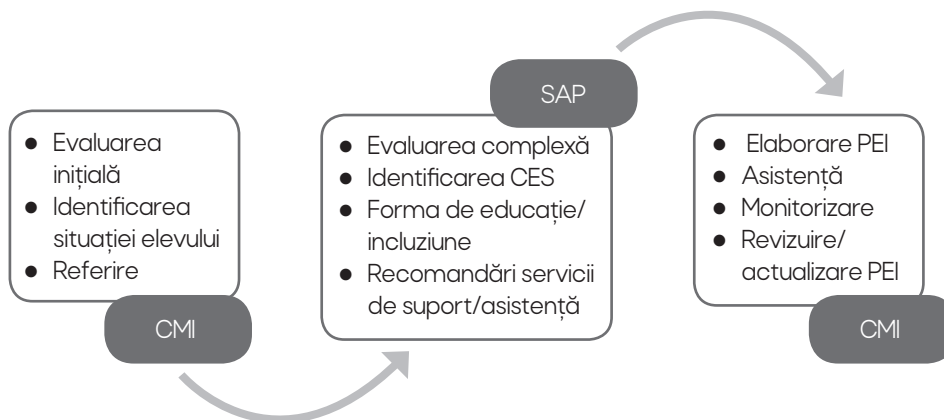 ● Evaluarea
inițială
● Identificarea
situației elevului
● Referire
CMI
SAP
● Evaluarea complexă
● Identificarea CES
● Forma de educație/
incluziune
● Recomandări servicii
de suport/asistență
● Elaborare PEI
● Asistență
● Monitorizare
● Revizuire/
actualizare PEI
CMI